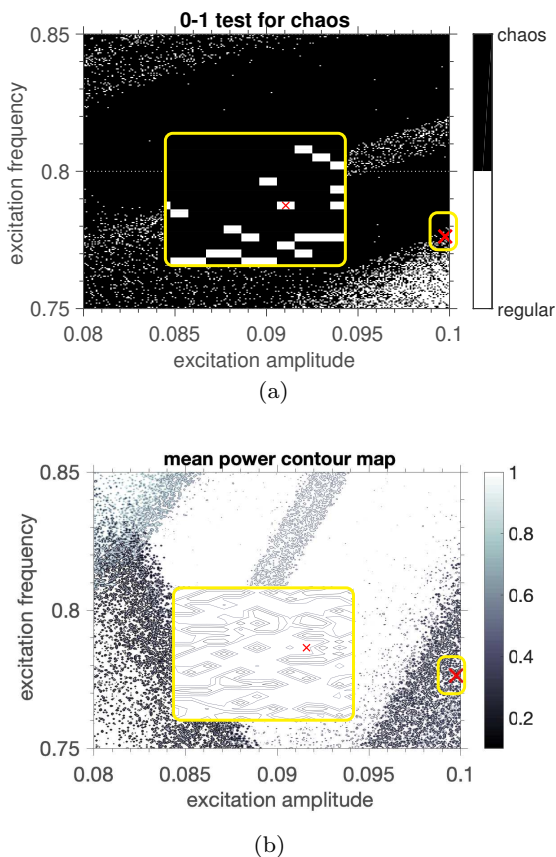 0-1 test for chaos
0.85
0.8
0.75
excitation frequency
0.08 0.085 0.09 0.095 0.1
excitation amplitude
chaos
regular
(a)
mean power contour map
0.85
0.8
0.75
excitation frequency
0.08 0.085 0.09 0.095 0.1
excitation amplitude
1
0.8
0.6
0.4
0.2
(b)